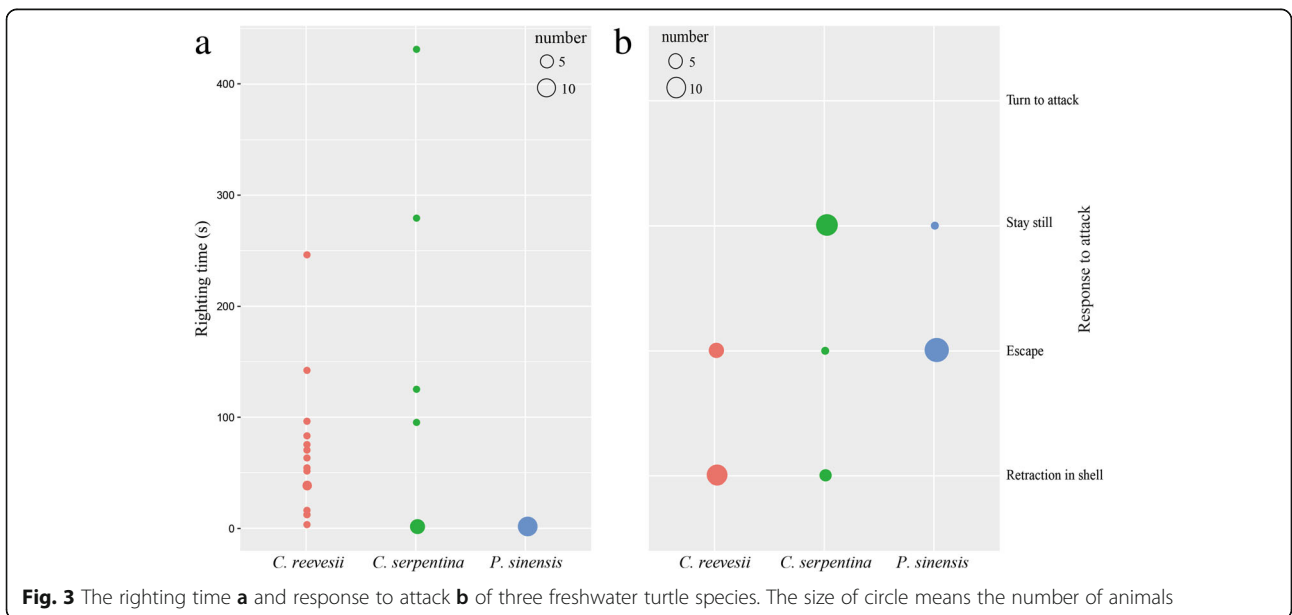 a
number
5
10
400
300
200
100
0
Righting time (s)
C. reevesii C. serpentina P. sinensis
b
number
5
10
Turn to attack
Stay still
Escape
Retraction in shell
Response to attack
C. reevesii C. serpentina P. sinensis
Fig. 3 The righting time a and response to attack b of three freshwater turtle species. The size of circle means the number of animals